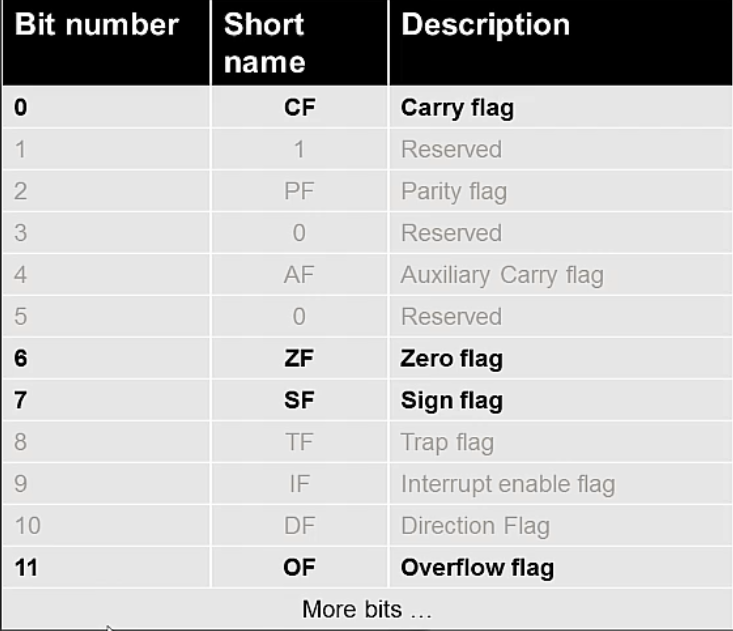 Bit number Short name Description
0 CF Carry flag
1 1 Reserved
2 PF Parity flag
3 0 Reserved
4 AF Auxiliary Carry flag
5 0 Reserved
6 ZF Zero flag
7 SF Sign flag
8 TF Trap flag
9 IF Interrupt enable flag
10 DF Direction Flag
11 OF Overflow flag
More bits ...